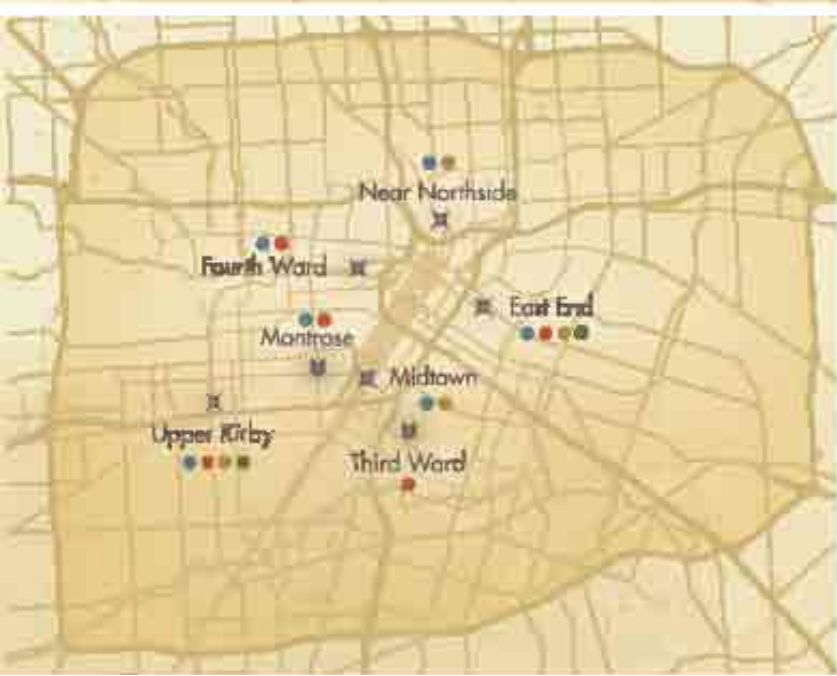 Near Northside
Fourth Ward
East End
Montrose
Midtown
Upper Kirby
Third Ward